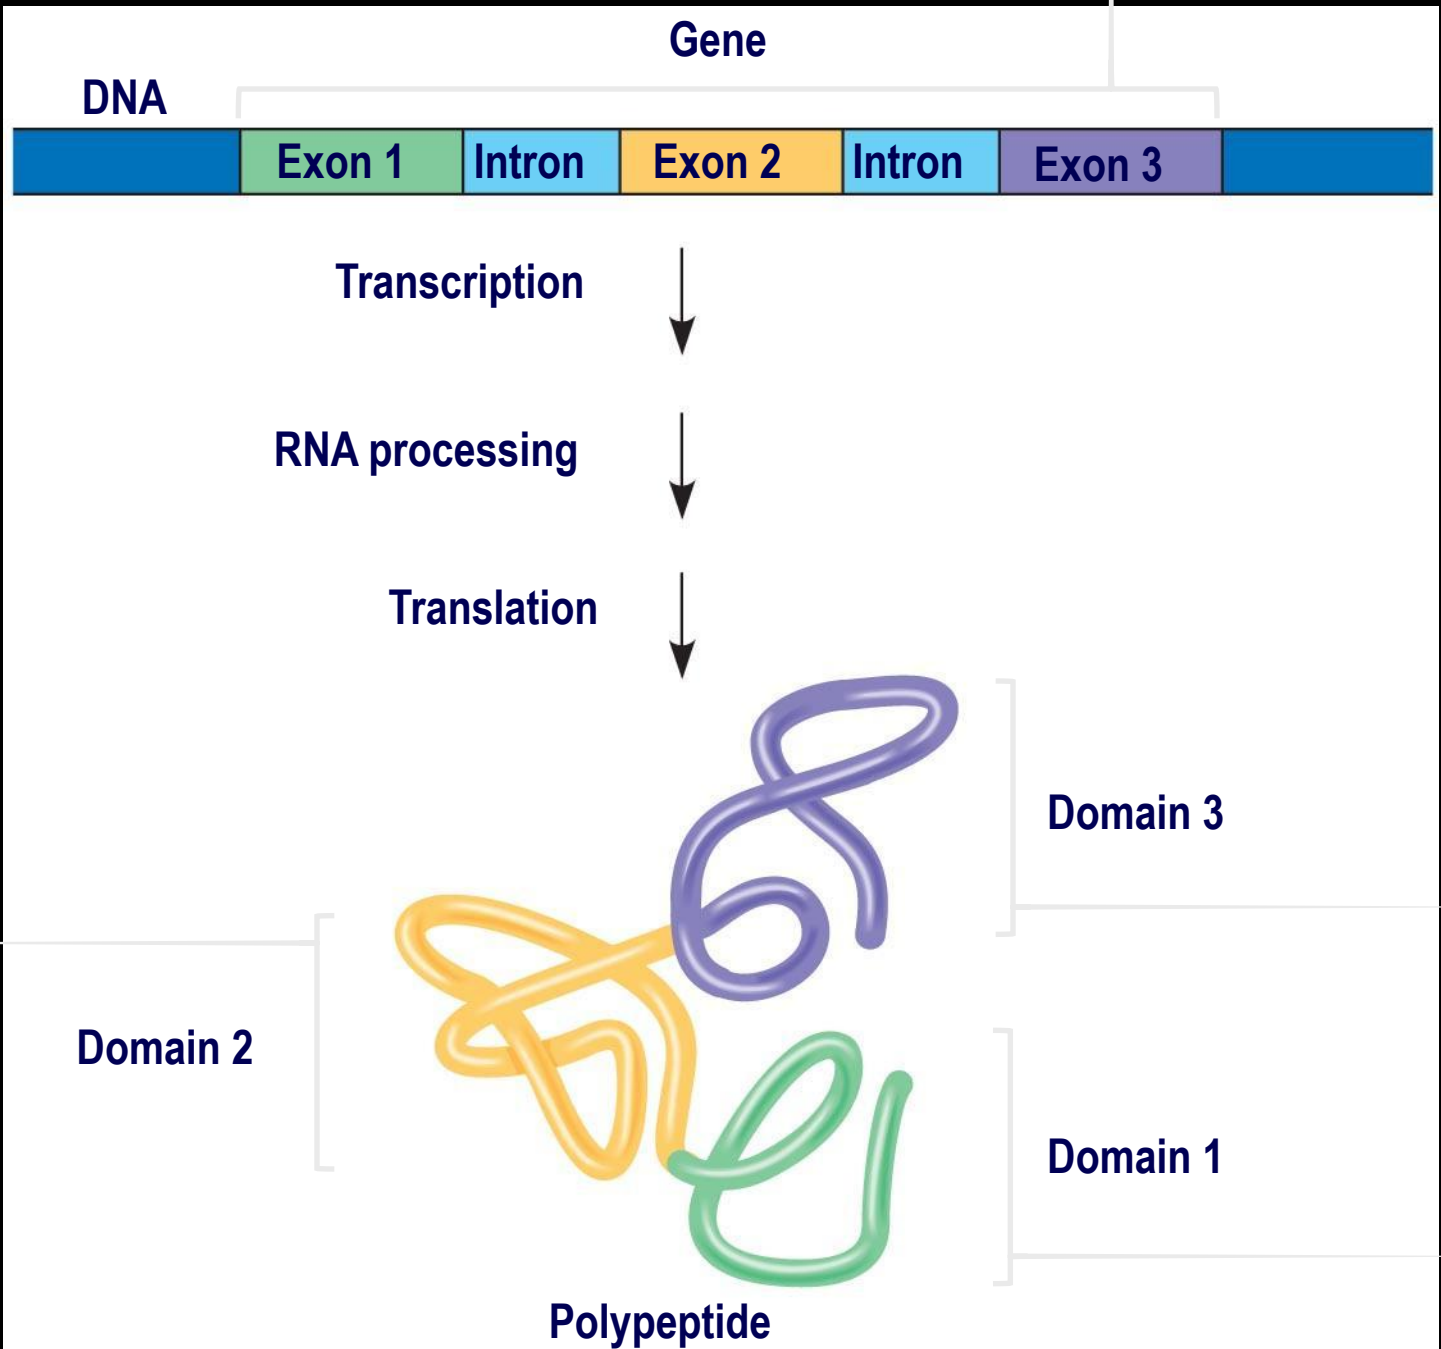 Gene
DNA
Exon 1
Intron
Exon 2
Intron
Exon 3
Transcription
RNA processing
Translation
Domain 3
Domain 2
Domain 1
Polypeptide